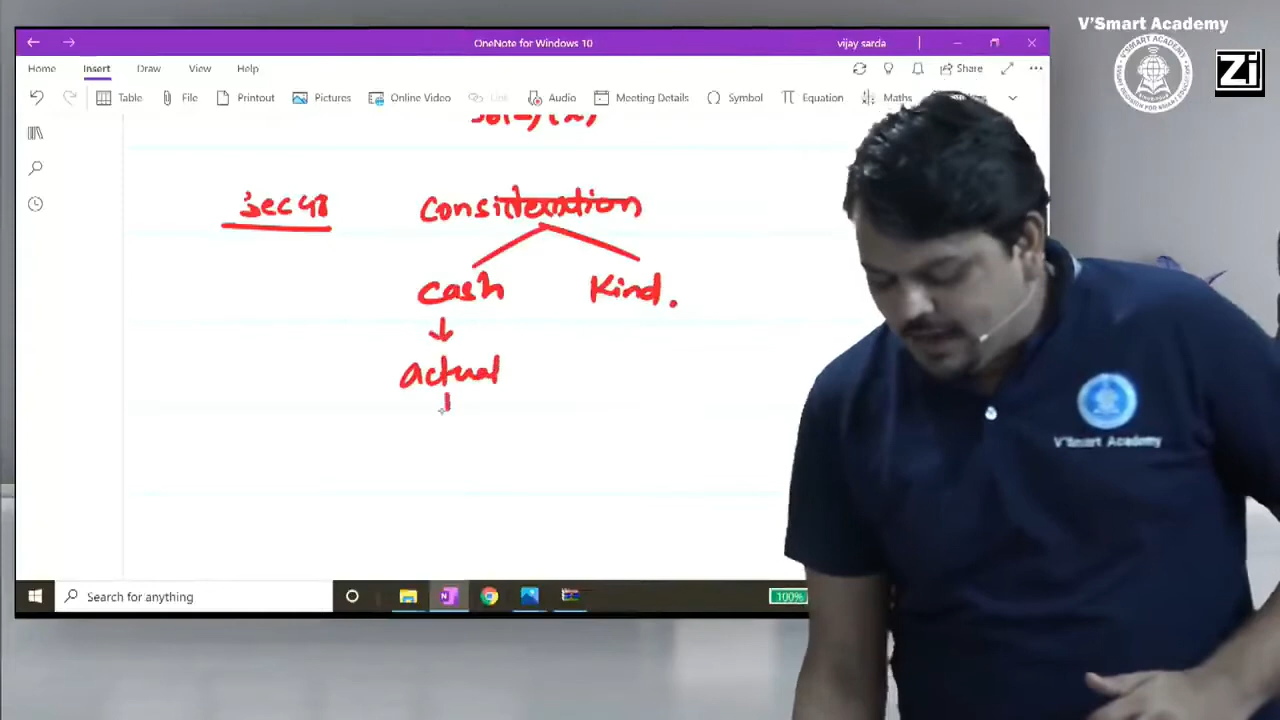 V'Smart Academy
OneNote for Windows 10
vijay sarda
Home Insert Draw View Help
Share
Table File Printout Pictures Online Video Link Audio Meeting Details Symbol Equation Maths
Sec 48 Consideration
Cash Kind.
Actual
Search for anything
100%
Zi
V'Smart Academy